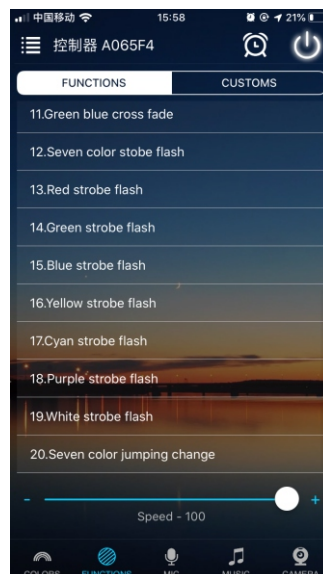 中国移动 15:58 21%
控制器 A065F4
FUNCTIONS CUSTOMS
11.Green blue cross fade
12.Seven color stobe flash
13.Red strobe flash
14.Green strobe flash
15.Blue strobe flash
16.Yellow strobe flash
17.Cyan strobe flash
18.Purple strobe flash
19.White strobe flash
20.Seven color jumping change
- +
Speed - 100
COLORS FUNCTIONS MIC MUSIC CAMERA